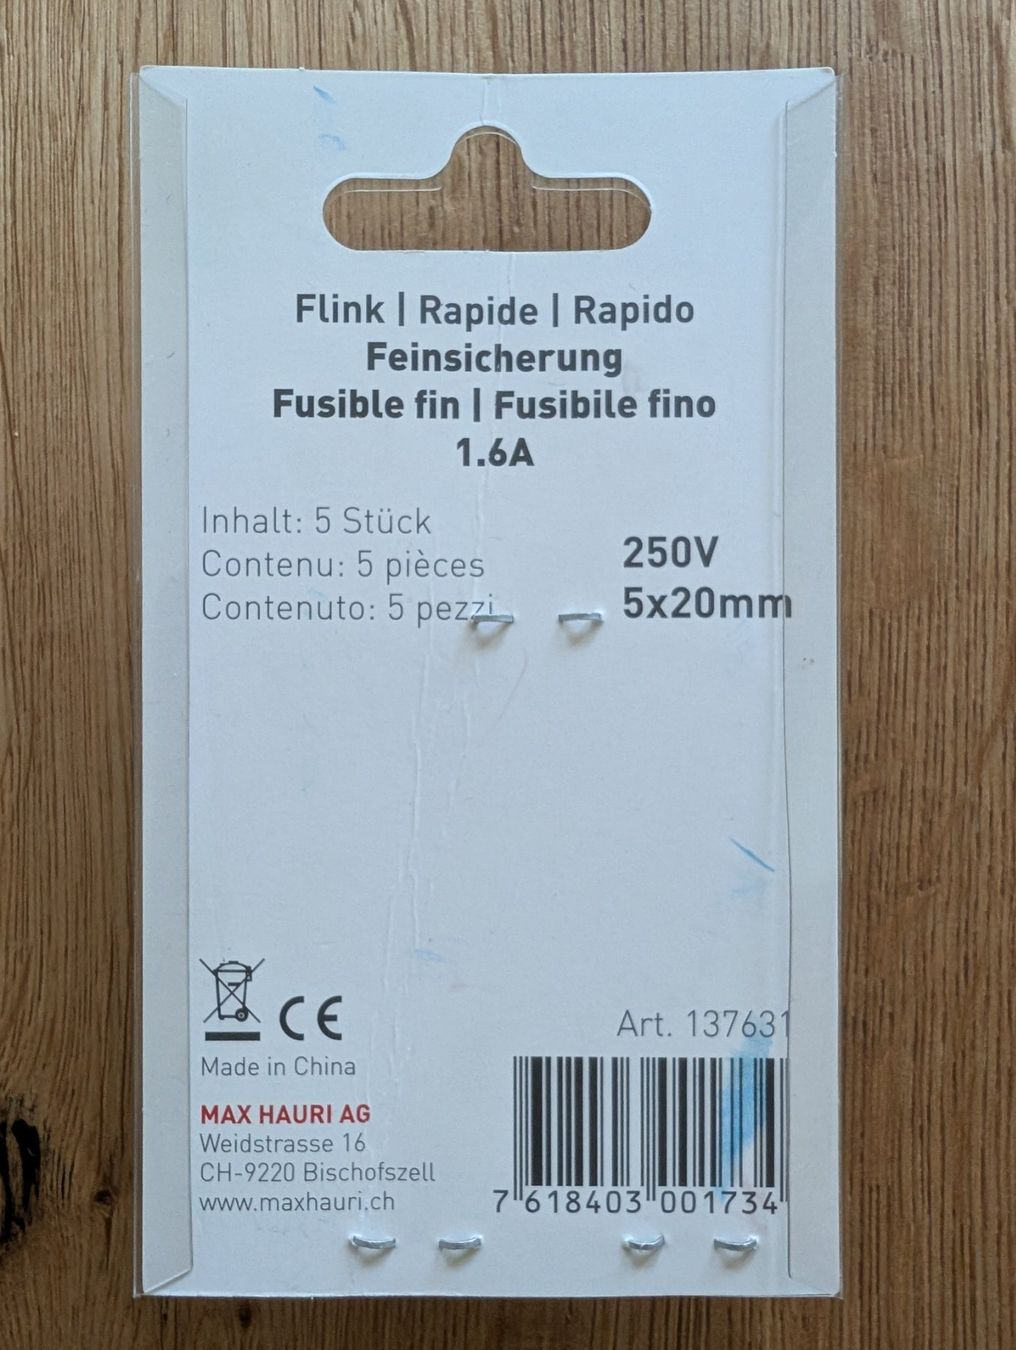 Flink | Rapide | Rapido
Feinsicherung
Fusible fin | Fusibile fino
1.6A
Inhalt: 5 Stück
Contenu: 5 pièces
Contenuto: 5 pezzi
250V
5x20mm
CE
Made in China
MAX HAURI AG
Weidstrasse 16
CH-9220 Bischofszell
www.maxhauri.ch
Art. 137631
7 618403 001734